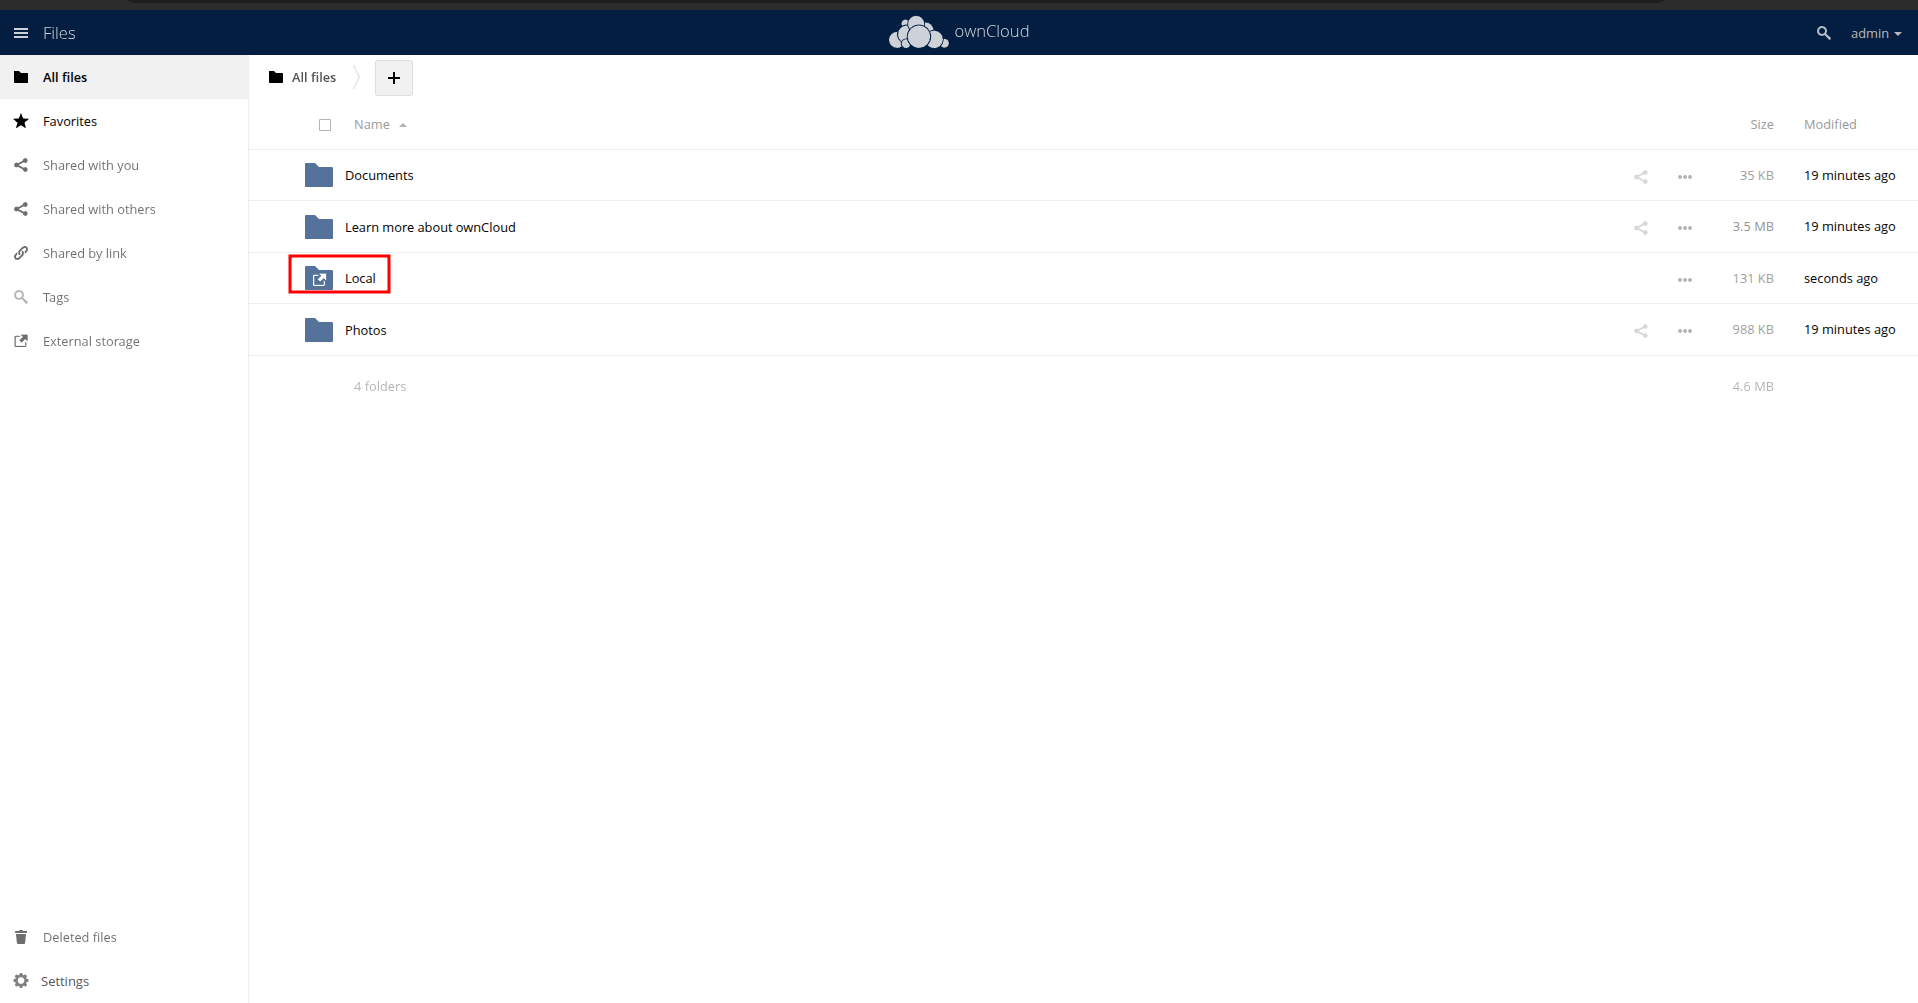 Files
ownCloud
admin
All files
Favorites
Shared with you
Shared with others
Shared by link
Tags
External storage
Deleted files
Settings
All files
+
Name Size Modified
Documents 35 KB 19 minutes ago
Learn more about ownCloud 3.5 MB 19 minutes ago
Local 131 KB seconds ago
Photos 988 KB 19 minutes ago
4 folders 4.6 MB